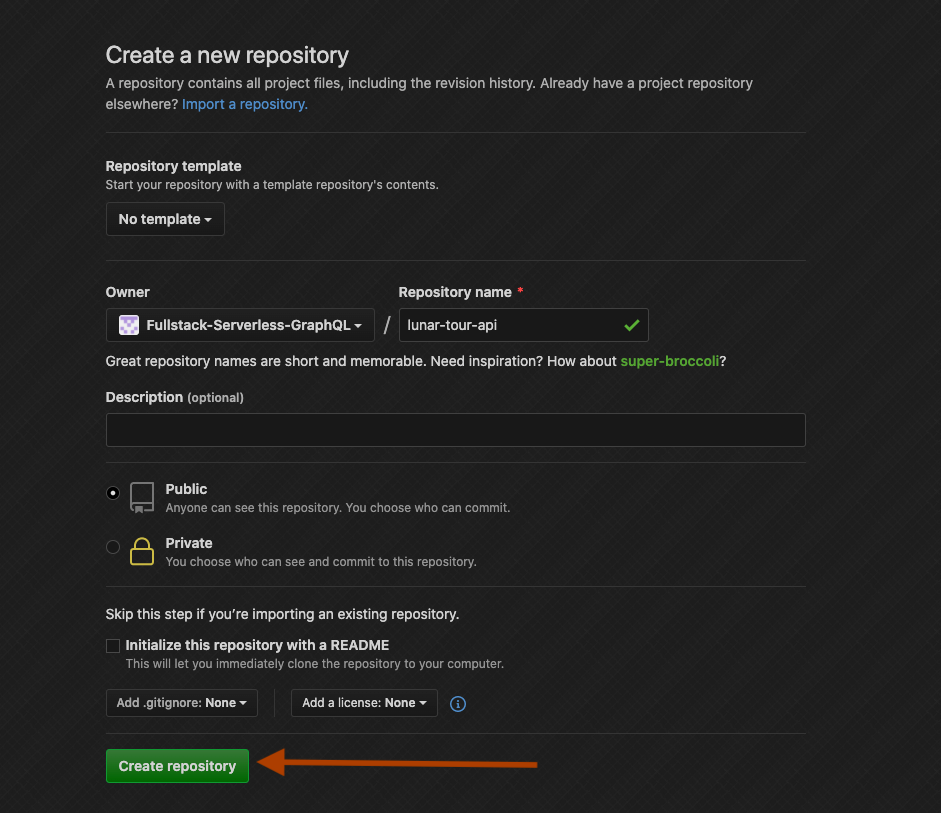 Create a new repository
A repository contains all project files, including the revision history. Already have a project repository
elsewhere? Import a repository.
Repository template
Start your repository with a template repository's contents.
No template
Owner
Repository name *
Fullstack-Serverless-GraphQL
/
lunar-tour-api
Great repository names are short and memorable. Need inspiration? How about super-broccoli?
Description (optional)
Public
Anyone can see this repository. You choose who can commit.
Private
You choose who can see and commit to this repository.
Skip this step if you’re importing an existing repository.
Initialize this repository with a README
This will let you immediately clone the repository to your computer.
Add .gitignore: None
Add a license: None
Create repository